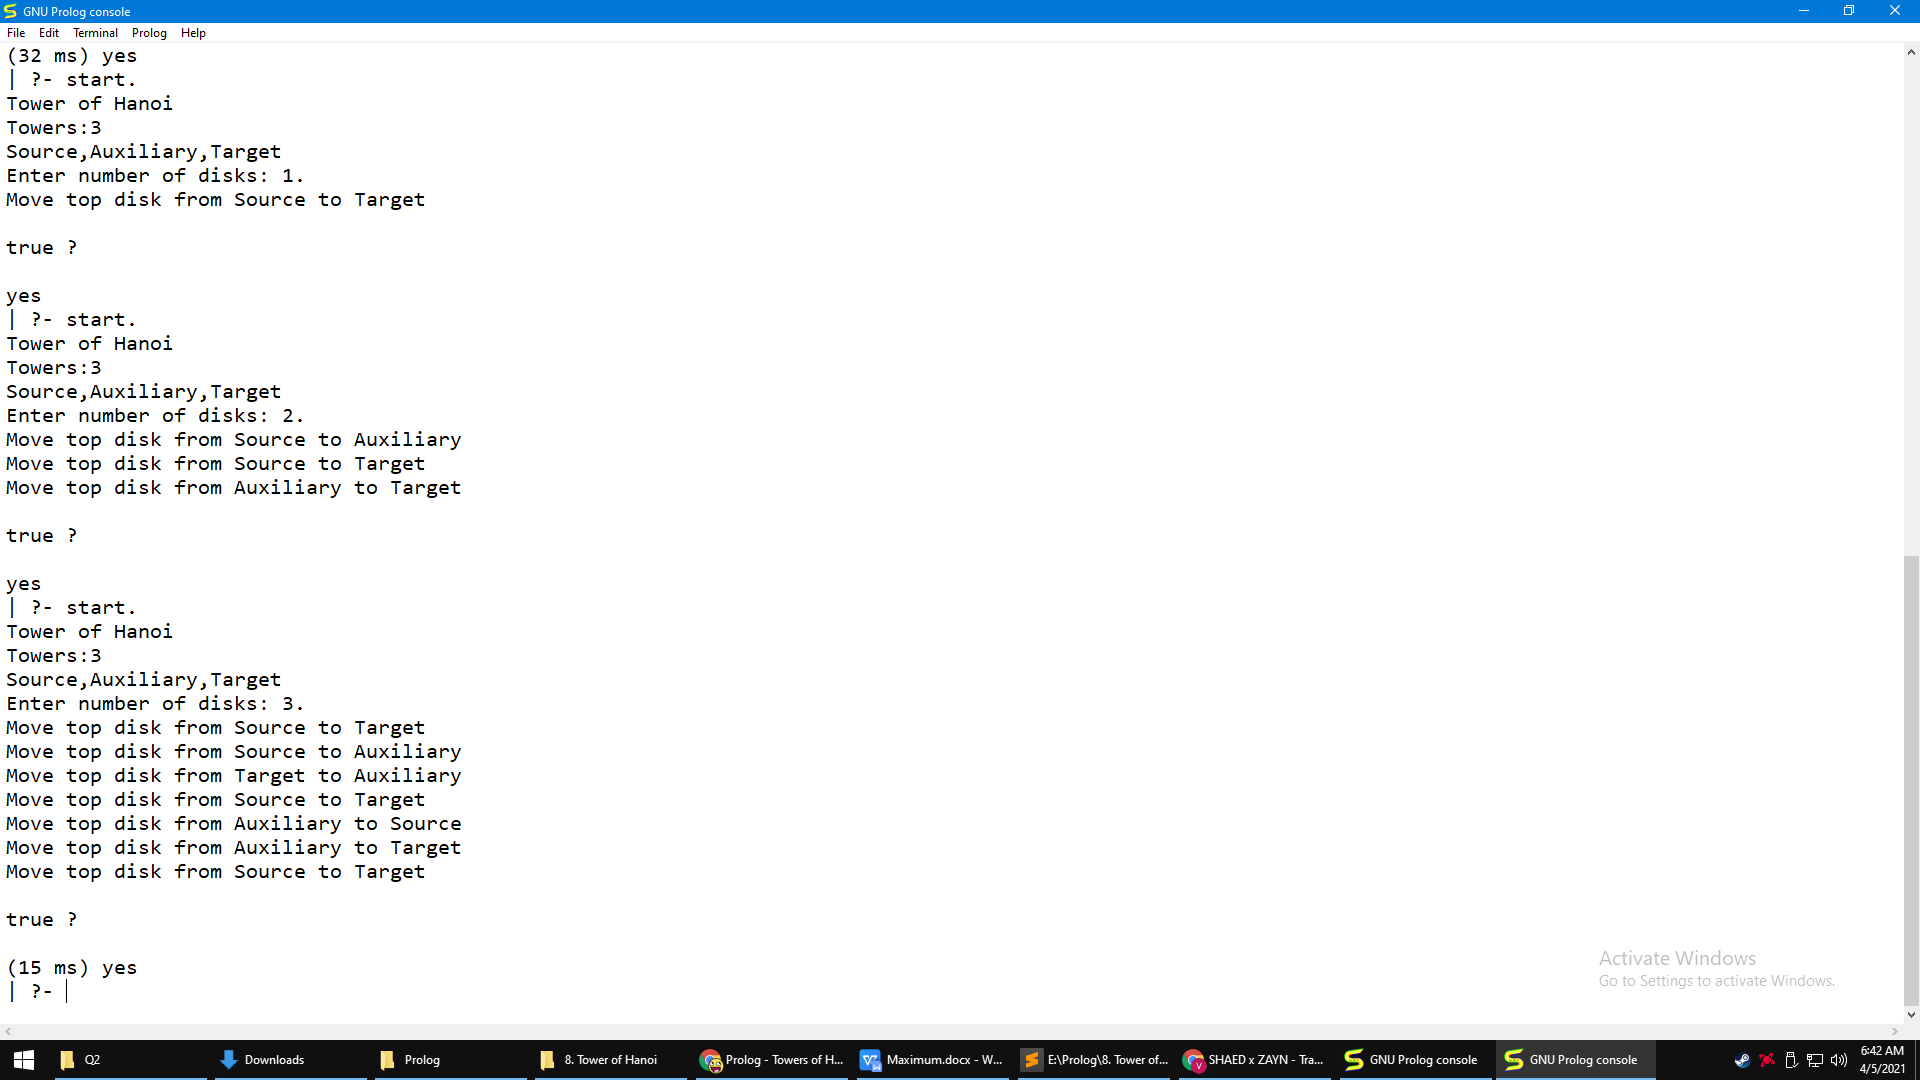 GNU Prolog console
File Edit Terminal Prolog Help
(32 ms) yes
| ?- start.
Tower of Hanoi
Towers:3
Source,Auxiliary,Target
Enter number of disks: 1.
Move top disk from Source to Target
true ?
yes
| ?- start.
Tower of Hanoi
Towers:3
Source,Auxiliary,Target
Enter number of disks: 2.
Move top disk from Source to Auxiliary
Move top disk from Source to Target
Move top disk from Auxiliary to Target
true ?
yes
| ?- start.
Tower of Hanoi
Towers:3
Source,Auxiliary,Target
Enter number of disks: 3.
Move top disk from Source to Target
Move top disk from Source to Auxiliary
Move top disk from Target to Auxiliary
Move top disk from Source to Target
Move top disk from Auxiliary to Source
Move top disk from Auxiliary to Target
Move top disk from Source to Target
true ?
(15 ms) yes
| ?-
Activate Windows
Go to Settings to activate Windows.
Q2 Downloads Prolog 8. Tower of Hanoi Prolog - Towers of H... Maximum.docx - W... E:\Prolog\8. Tower of... SHAED x ZAYN - Tra... GNU Prolog console GNU Prolog console 6:42 AM
4/5/2021